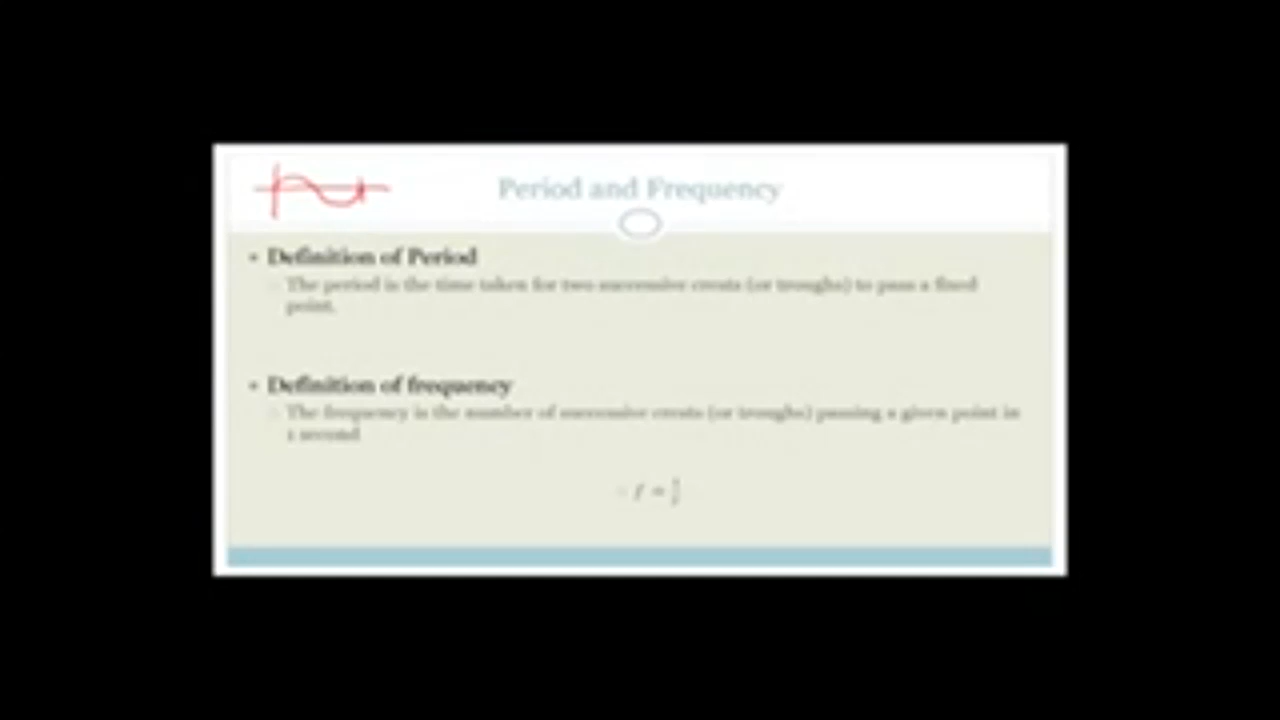 Period and Frequency
• Definition of Period
The period is the time taken for two successive crests (or troughs) to pass a fixed
point.
• Definition of frequency
The frequency is the number of successive crests (or troughs) passing a given point in
1 second
f =